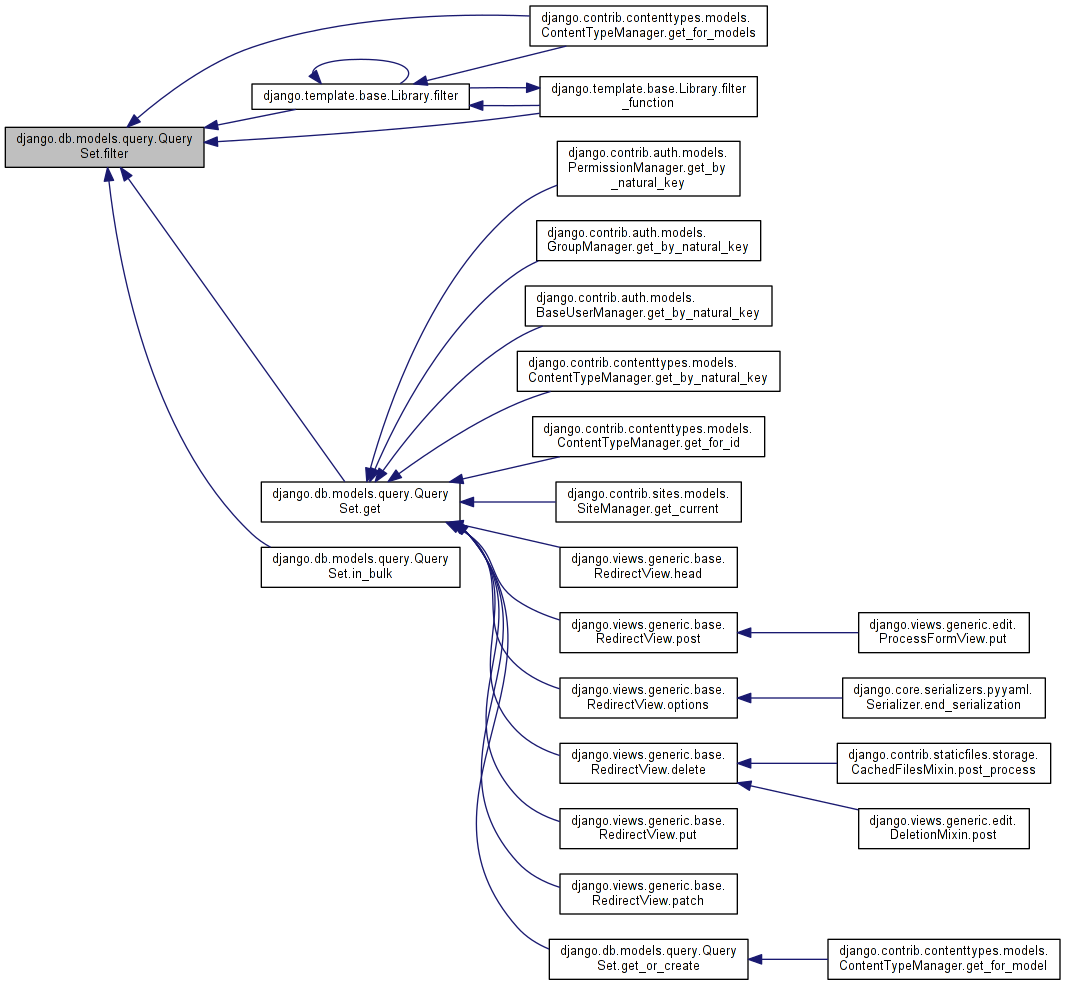 django.contrib.contenttypes.models.
ContentTypeManager.get_for_models
django.template.base.Library.filter
django.template.base.Library.filter
_function
django.db.models.query.Query
Set.filter
django.contrib.auth.models.
PermissionManager.get_by
_natural_key
django.contrib.auth.models.
GroupManager.get_by_natural_key
django.contrib.auth.models.
BaseUserManager.get_by_natural_key
django.contrib.contenttypes.models.
ContentTypeManager.get_by_natural_key
django.contrib.contenttypes.models.
ContentTypeManager.get_for_id
django.db.models.query.Query
Set.get
django.contrib.sites.models.
SiteManager.get_current
django.db.models.query.Query
Set.in_bulk
django.views.generic.base.
RedirectView.head
django.views.generic.base.
RedirectView.post
django.views.generic.edit.
ProcessFormView.put
django.views.generic.base.
RedirectView.options
django.core.serializers.pyyaml.
Serializer.end_serialization
django.views.generic.base.
RedirectView.delete
django.contrib.staticfiles.storage.
CachedFilesMixin.post_process
django.views.generic.base.
RedirectView.put
django.views.generic.edit.
DeletionMixin.post
django.views.generic.base.
RedirectView.patch
django.db.models.query.Query
Set.get_or_create
django.contrib.contenttypes.models.
ContentTypeManager.get_for_model